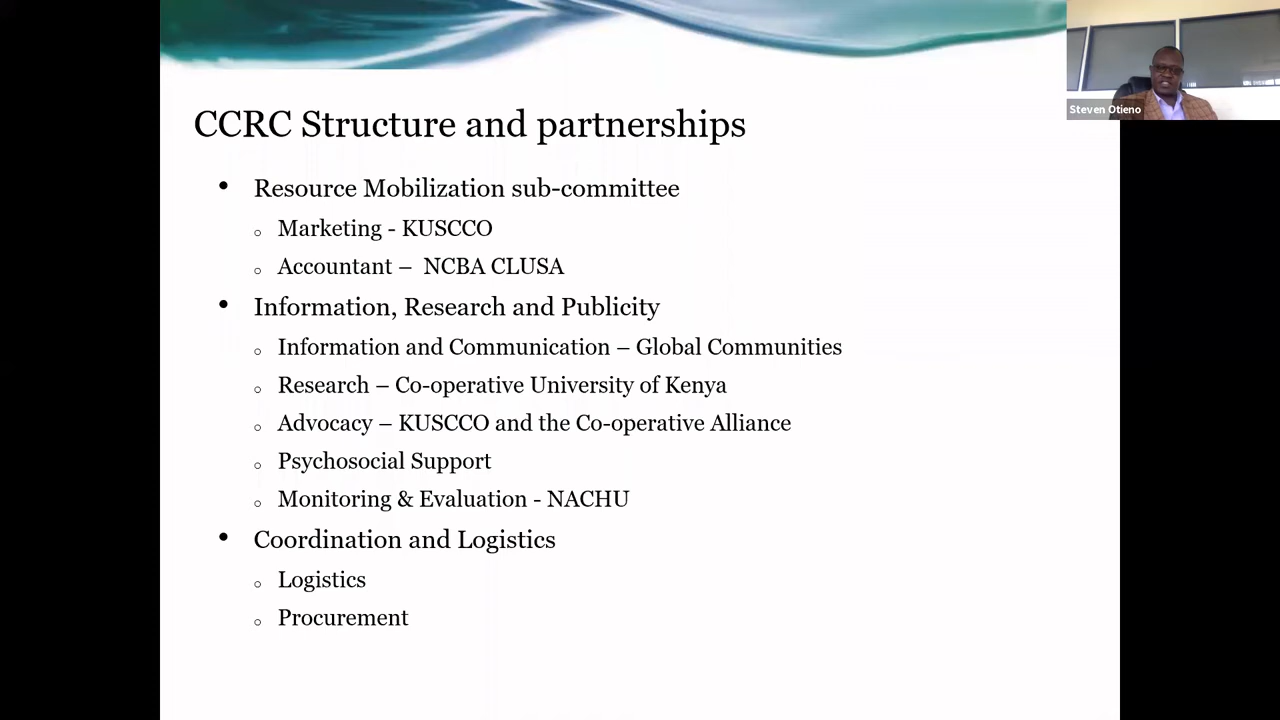 CCRC Structure and partnerships
• Resource Mobilization sub-committee
○ Marketing - KUSCCO
○ Accountant – NCBA CLUSA
• Information, Research and Publicity
○ Information and Communication – Global Communities
○ Research – Co-operative University of Kenya
○ Advocacy – KUSCCO and the Co-operative Alliance
○ Psychosocial Support
○ Monitoring & Evaluation - NACHU
• Coordination and Logistics
○ Logistics
○ Procurement
Steven Otieno